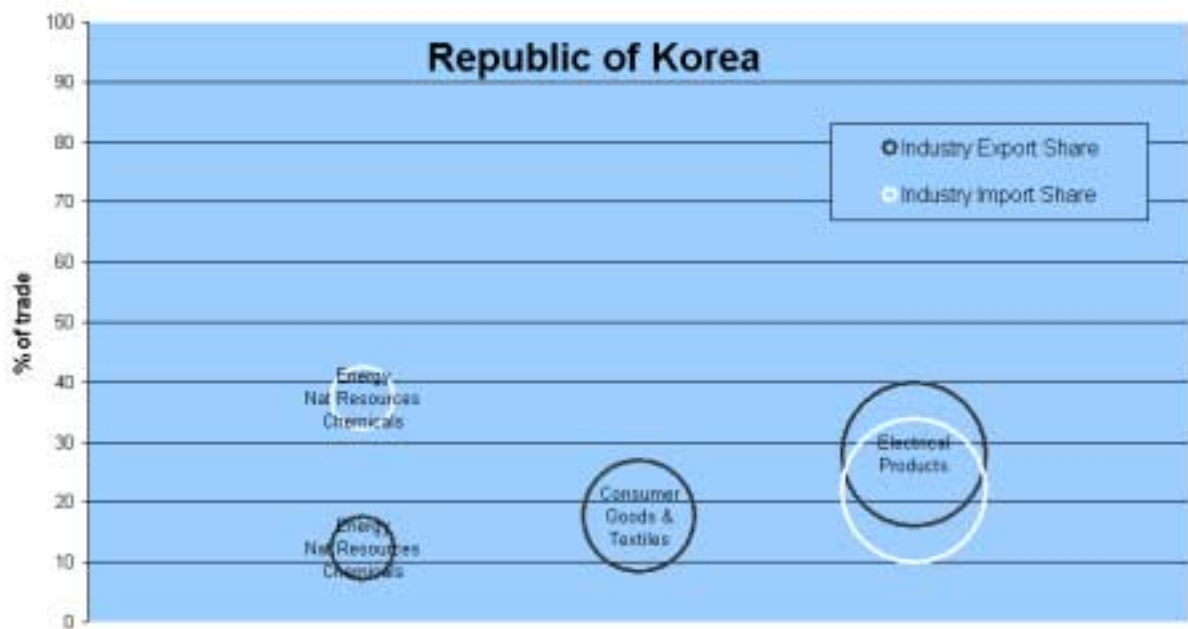 Republic of Korea
100
90
80
70
60
50
40
30
20
10
0
% of trade
Industry Export Share
Industry Import Share
Energy
Nat Resources
Chemicals
Energy
Nat Resources
Chemicals
Consumer
Goods &
Textiles
Electrical
Products